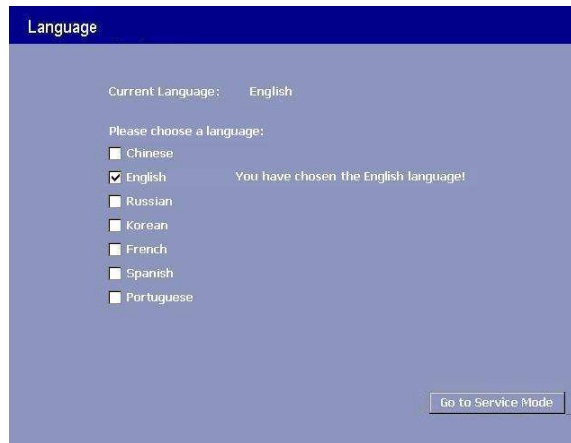 Language
Current Language: English
Please choose a language:
Chinese
English You have chosen the English language!
Russian
Korean
French
Spanish
Portuguese
Go to Service Mode